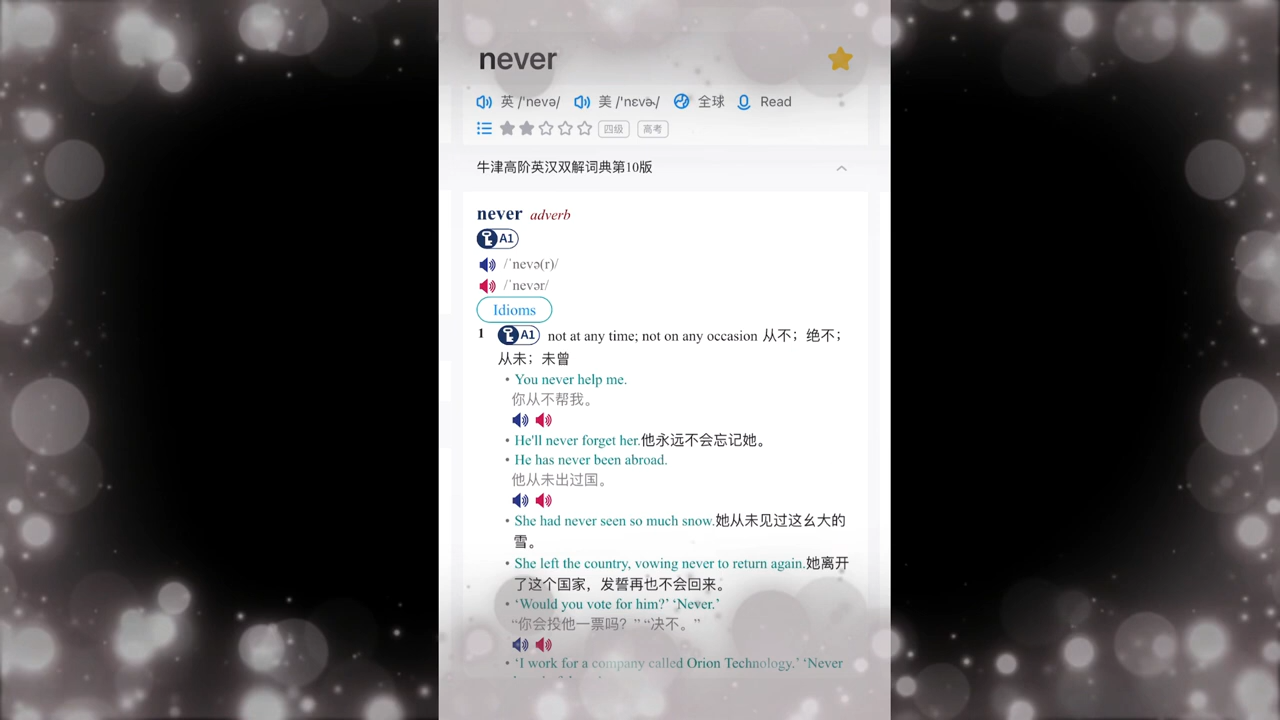 never
英 /'nevə/ 美 /'nɛvɚ/ 全球 Read
四级 高考
牛津高阶英汉双解词典第10版
never adverb
A1
/ˈnevə(r)/
/ˈnevər/
Idioms
1 A1 not at any time; not on any occasion 从不；绝不；
从未；未曾
• You never help me.
你从不帮我。
• He'll never forget her.他永远不会忘记她。
• He has never been abroad.
他从未出过国。
• She had never seen so much snow.她从未见过这幺大的
雪。
• She left the country, vowing never to return again.她离开
了这个国家，发誓再也不会回来。
• ‘Would you vote for him?’ ‘Never.’
“你会投他一票吗？” “决不。”
• ‘I work for a company called Orion Technology.’ ‘Never